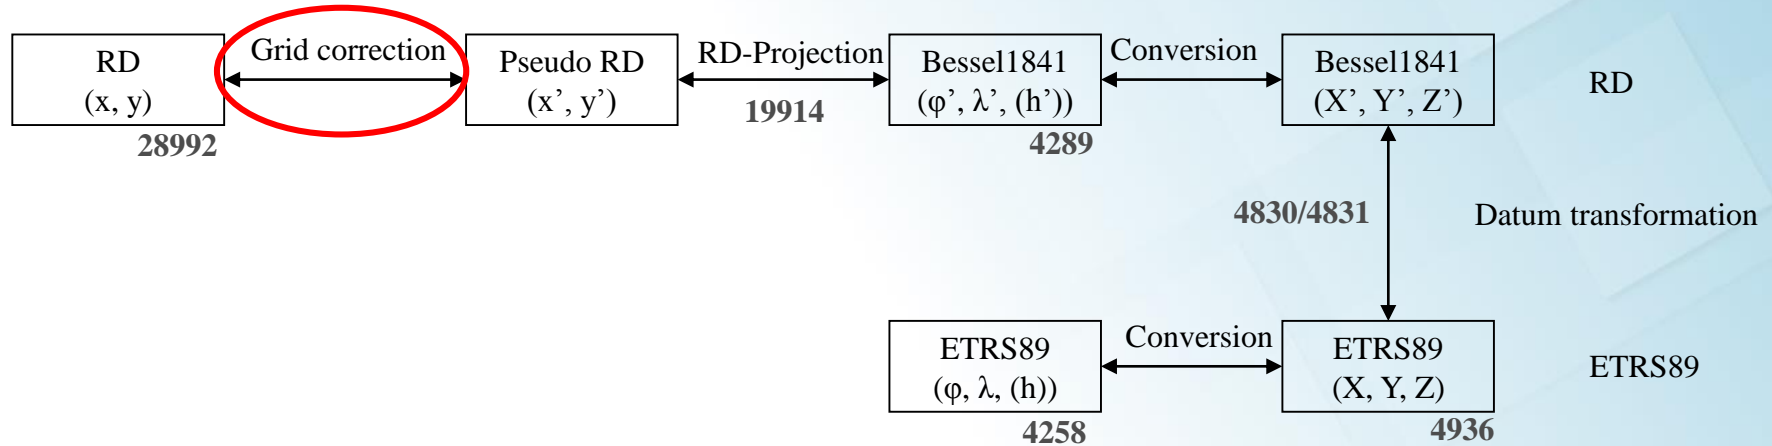 RD
(x, y)
28992
Grid correction
Pseudo RD
(x’, y’)
RD-Projection
19914
Bessel1841
(φ’, λ’, (h’))
4289
Conversion
Bessel1841
(X’, Y’, Z’)
RD
4830/4831
Datum transformation
ETRS89
(φ, λ, (h))
4258
Conversion
ETRS89
(X, Y, Z)
4936
ETRS89